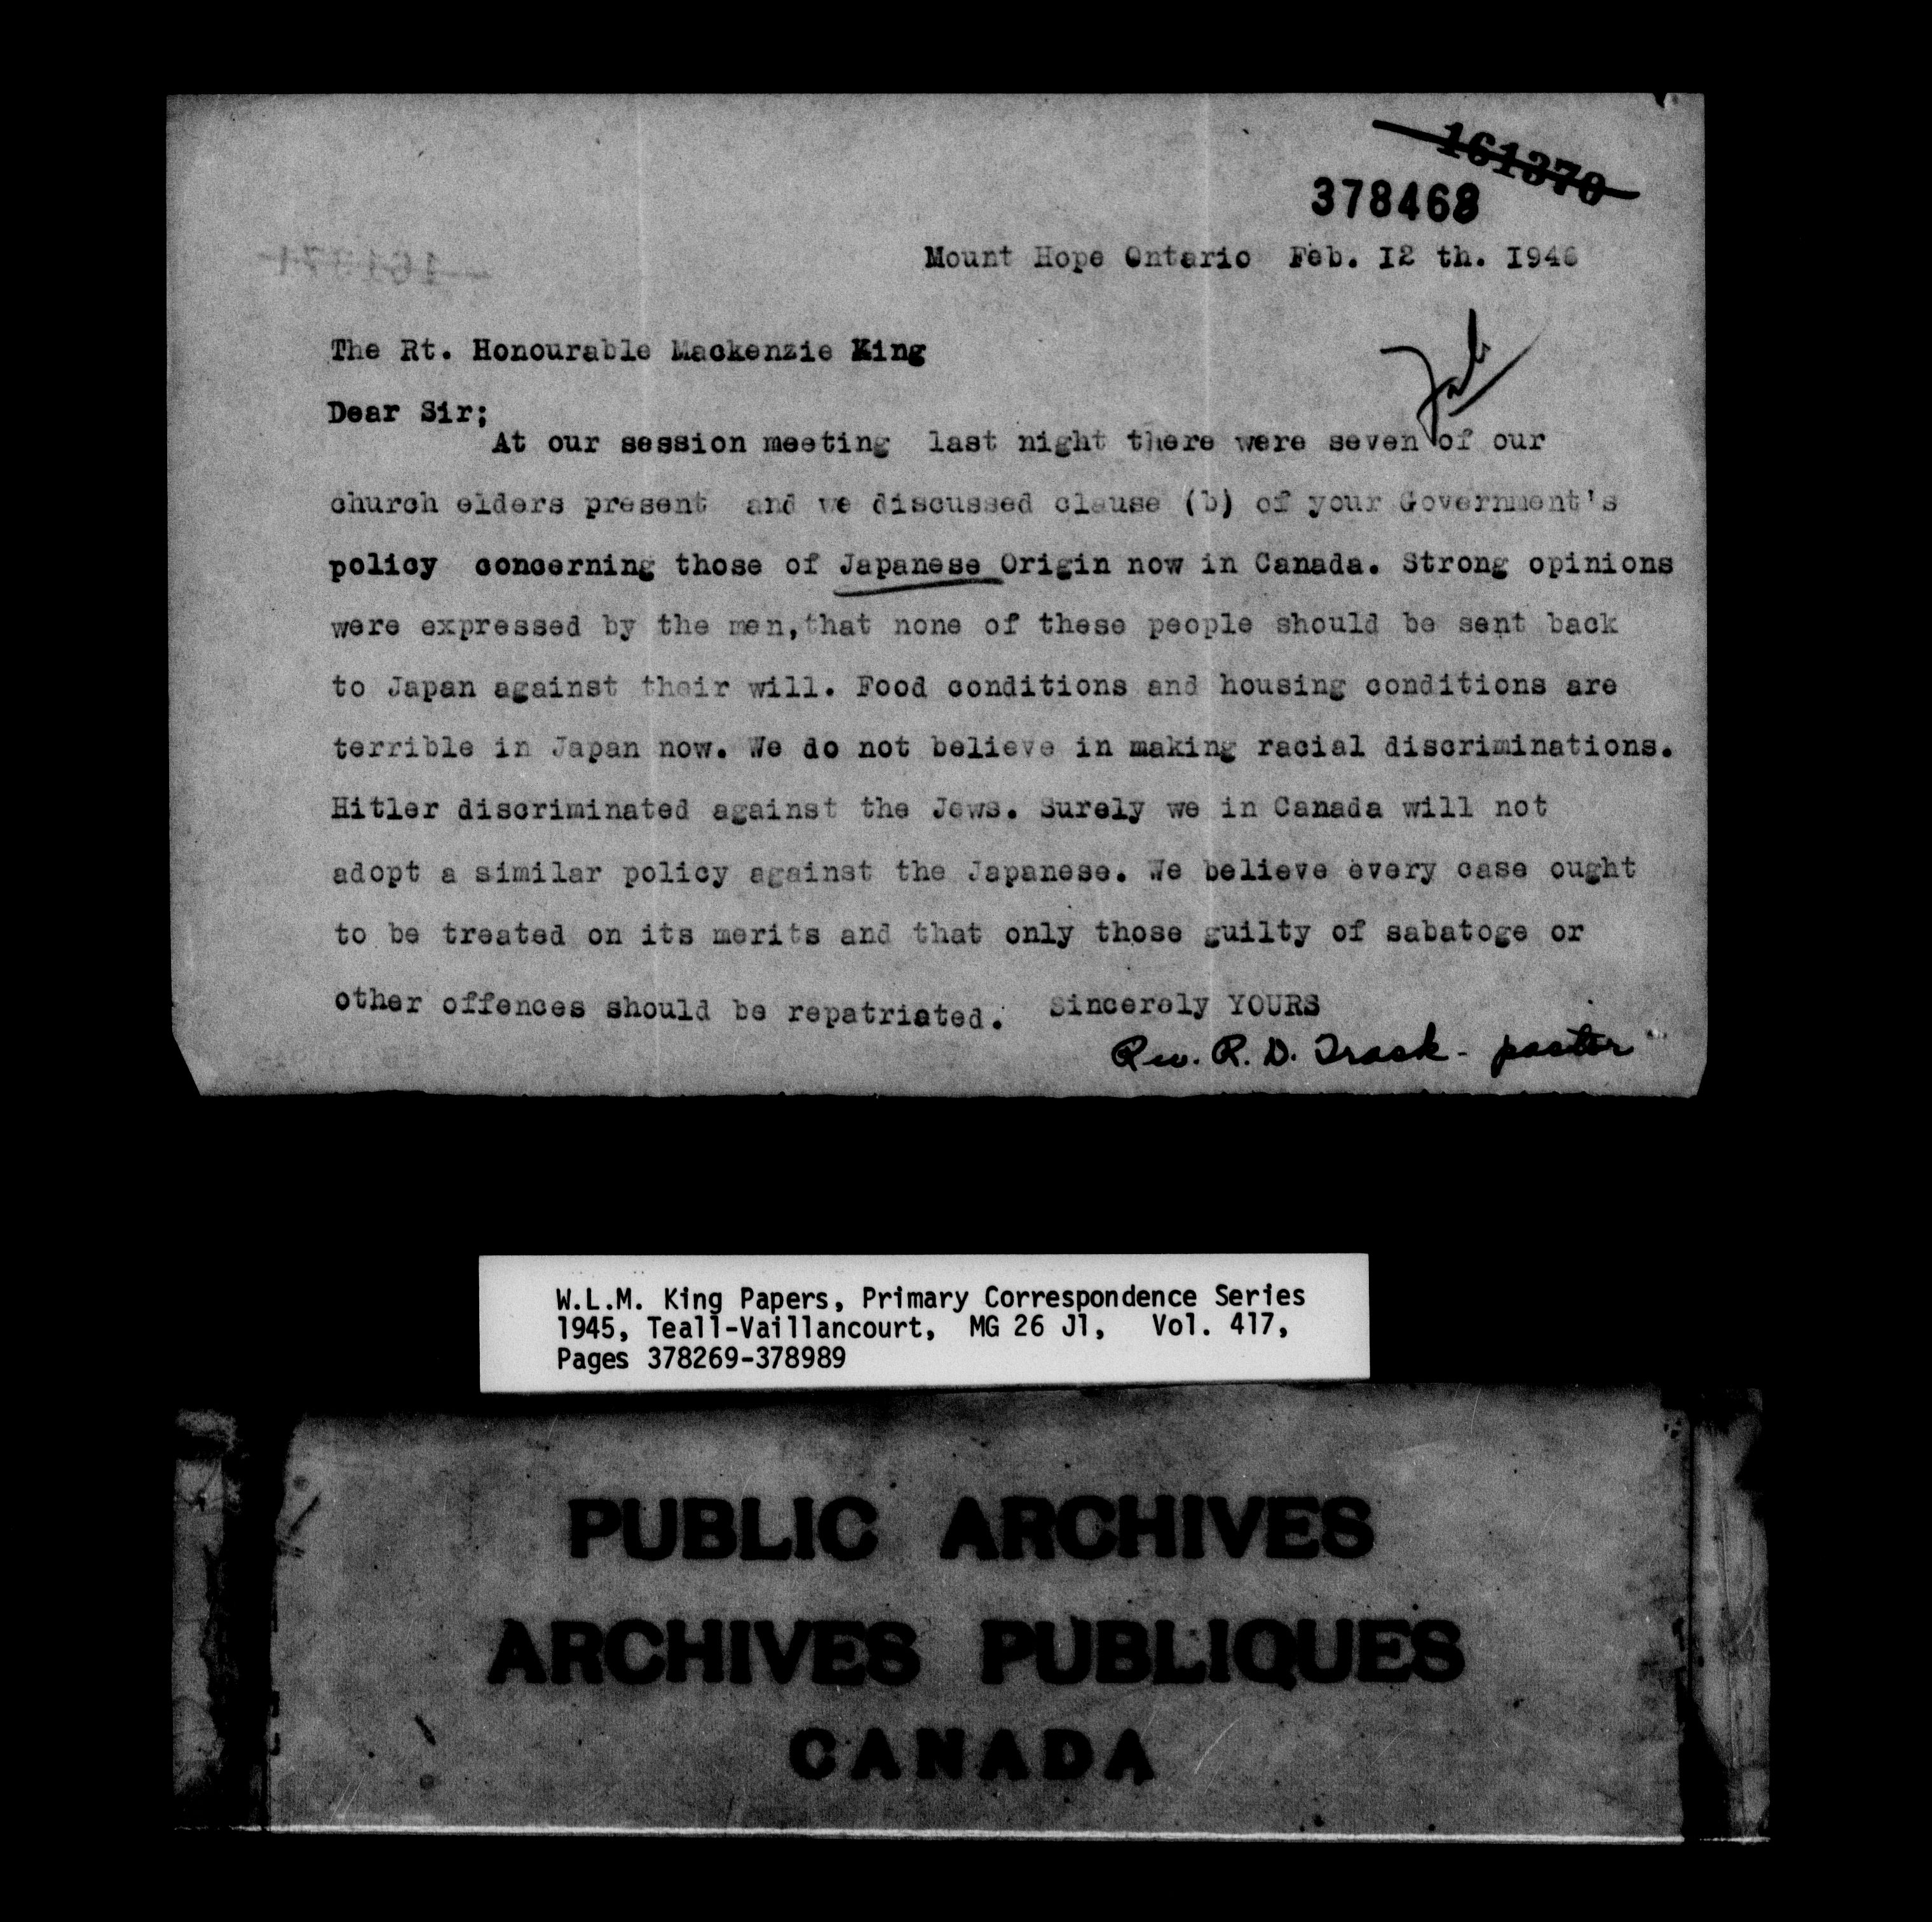 161370
378468
Mount Hope Ontario Feb. I2 th. I946
The Rt. Honourable Mackenzie King
Dear Sir;
At our session meeting last night there were seven of our
church elders present and we discussed clause (b) of your Government's
policy concerning those of Japanese Origin now in Canada. Strong opinions
were expressed by the men,that none of these people should be sent back
to Japan against their will. Food conditions and housing conditions are
terrible in Japan now. We do not believe in making racial discriminations.
Hitler discriminated against the Jews. Surely we in Canada will not
adopt a similar policy against the Japanese. We believe every case ought
to be treated on its merits and that only those guilty of sabatoge or
other offences should be repatriated. Sincerely YOURS
Rev. R. D. Trask - pastor
W.L.M. King Papers, Primary Correspondence Series
1945, Teall-Vaillancourt, MG 26 J1, Vol. 417,
Pages 378269-378989
PUBLIC ARCHIVES
ARCHIVES PUBLIQUES
CANADA